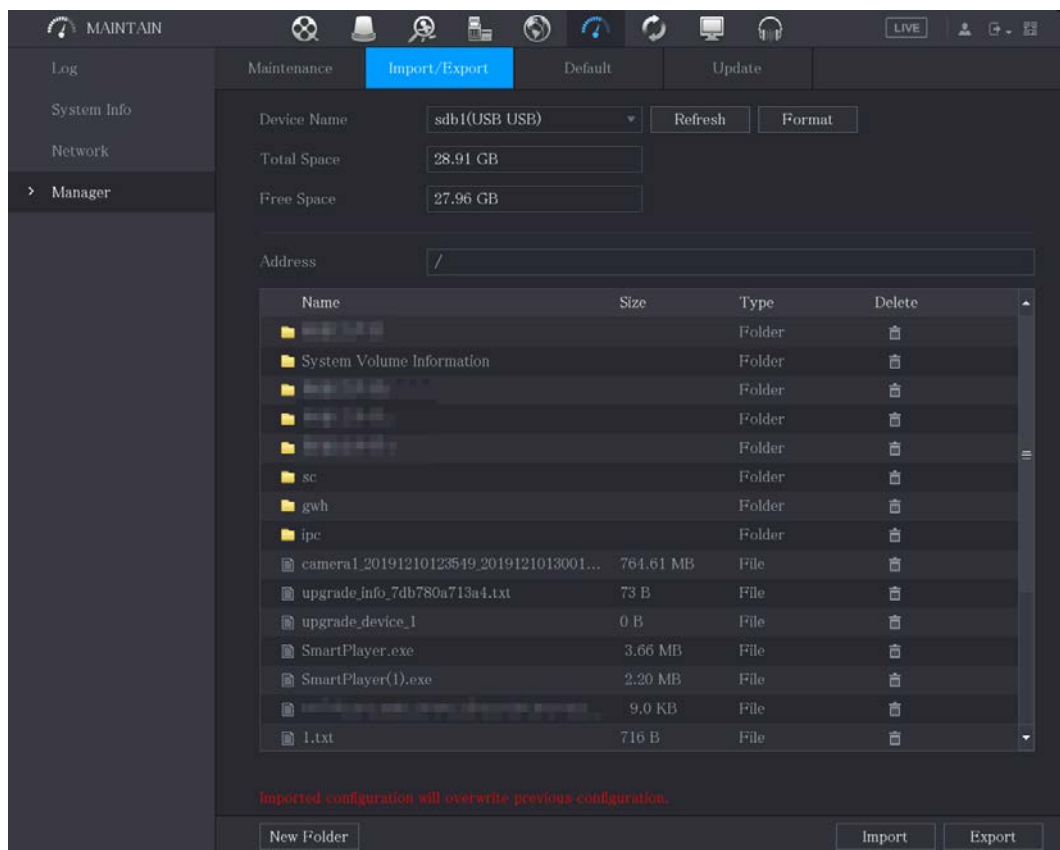 MAINTAIN LIVE
Log
System Info
Network
Manager
Maintenance Import/Export Default Update
Device Name sdb1(USB USB) Refresh Format
Total Space 28.91 GB
Free Space 27.96 GB
Address /
Name Size Type Delete
Folder
System Volume Information Folder
Folder
Folder
Folder
sc Folder
gwh Folder
ipc Folder
camera1_20191210123549_2019121013001... 764.61 MB File
upgrade_info_7db780a713a4.txt 73 B File
upgrade_device_1 0 B File
SmartPlayer.exe 3.66 MB File
SmartPlayer(1).exe 2.20 MB File
9.0 KB File
1.txt 716 B File
Imported configuration will overwrite previous configuration.
New Folder Import Export